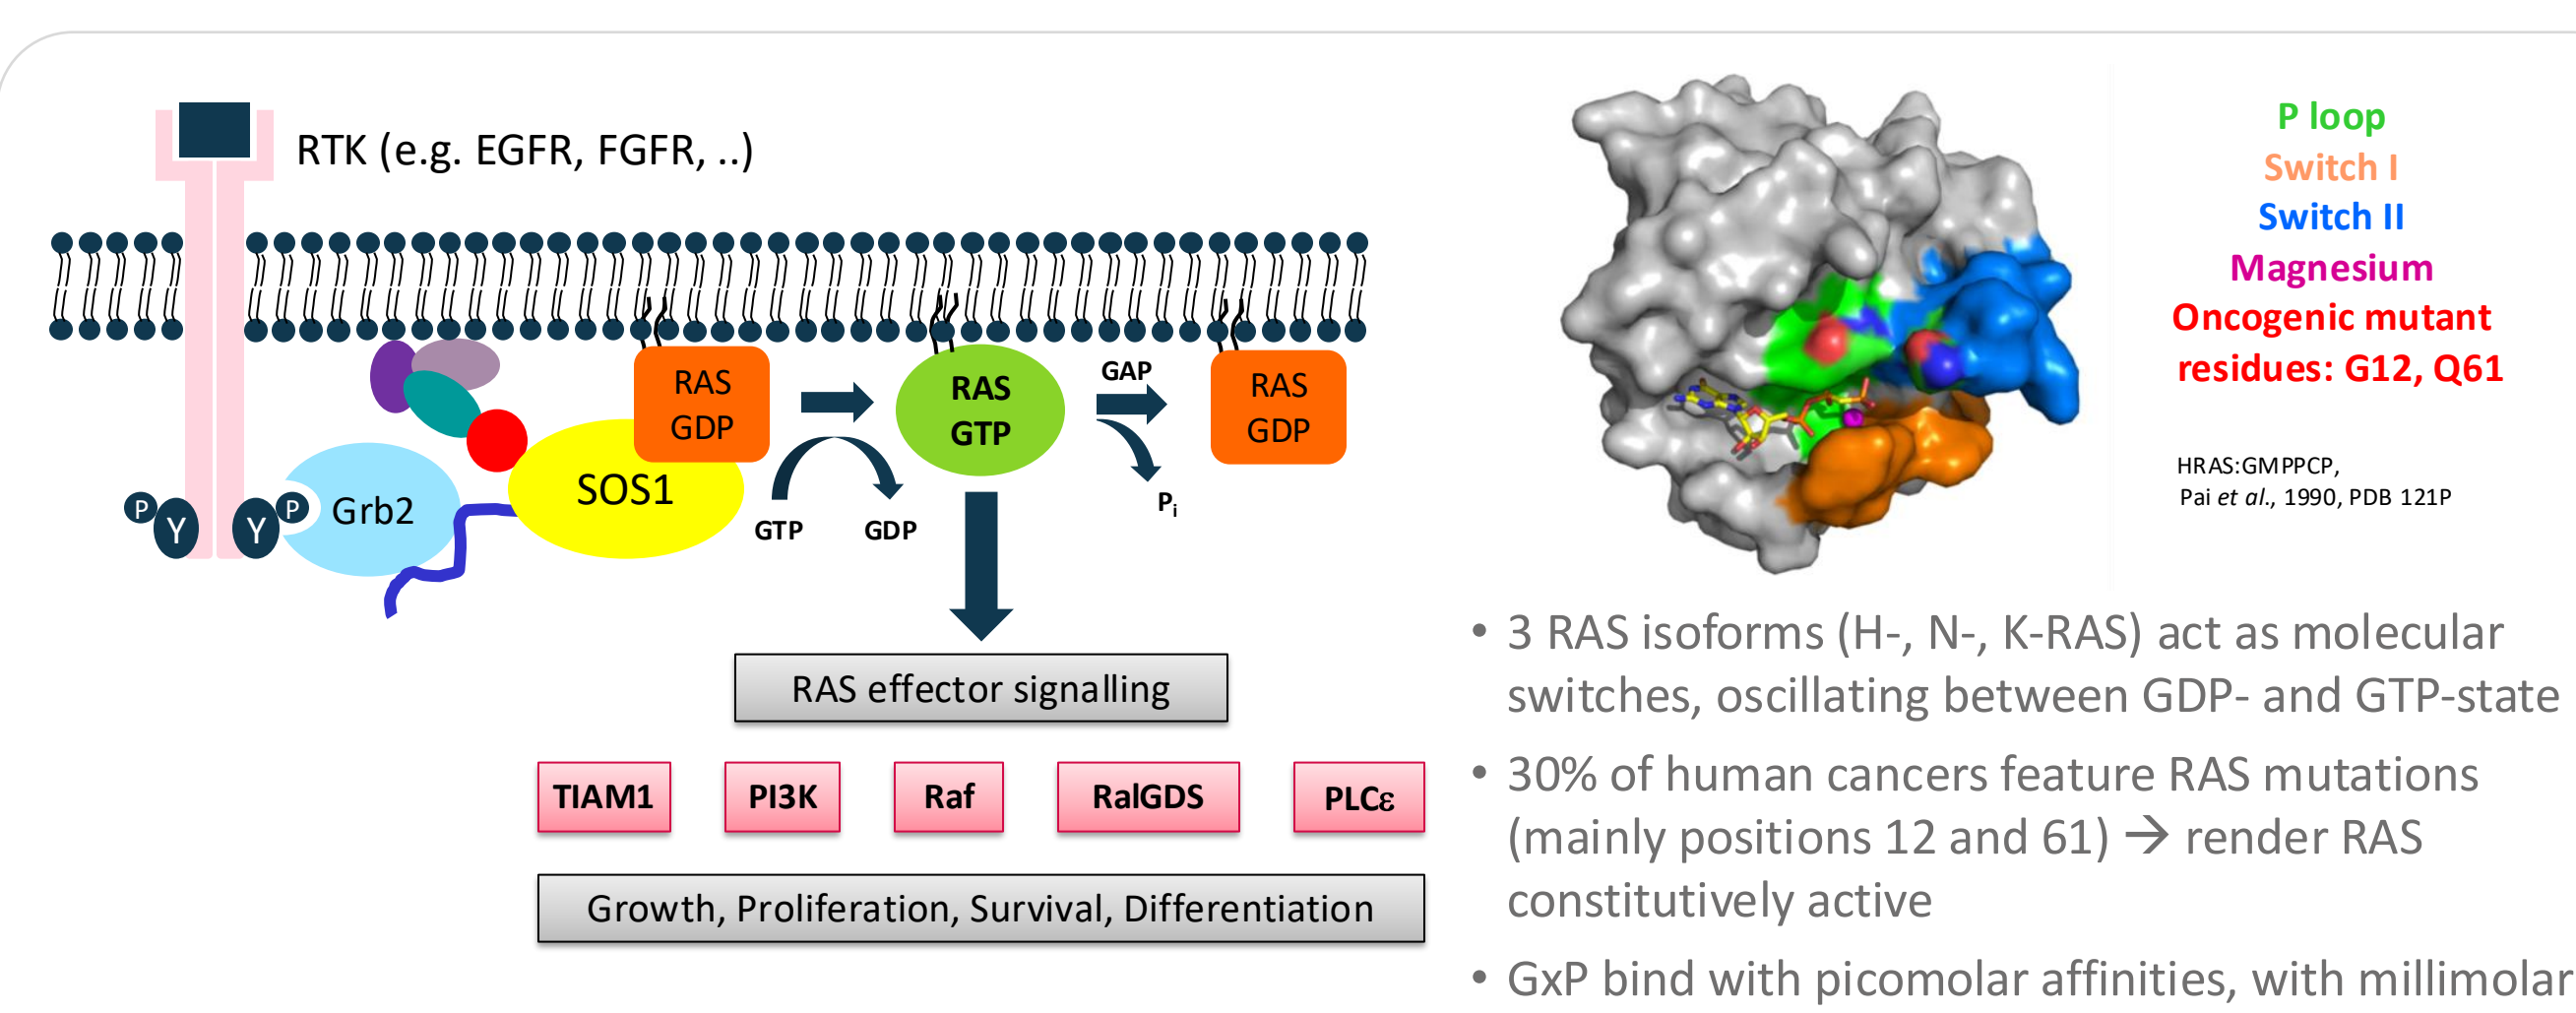 RTK (e.g. EGFR, FGFR, ..)
P
Y
Y
P
Grb2
SOS1
RAS
GDP
GTP
GDP
RAS
GTP
GAP
Pi
RAS
GDP
RAS effector signalling
TIAM1
PI3K
Raf
RalGDS
PLCε
Growth, Proliferation, Survival, Differentiation
P loop
Switch I
Switch II
Magnesium
Oncogenic mutant
residues: G12, Q61
HRAS:GMPPCP,
Pai et al., 1990, PDB 121P
• 3 RAS isoforms (H-, N-, K-RAS) act as molecular
switches, oscillating between GDP- and GTP-state
• 30% of human cancers feature RAS mutations
(mainly positions 12 and 61) → render RAS
constitutively active
• GxP bind with picomolar affinities, with millimolar